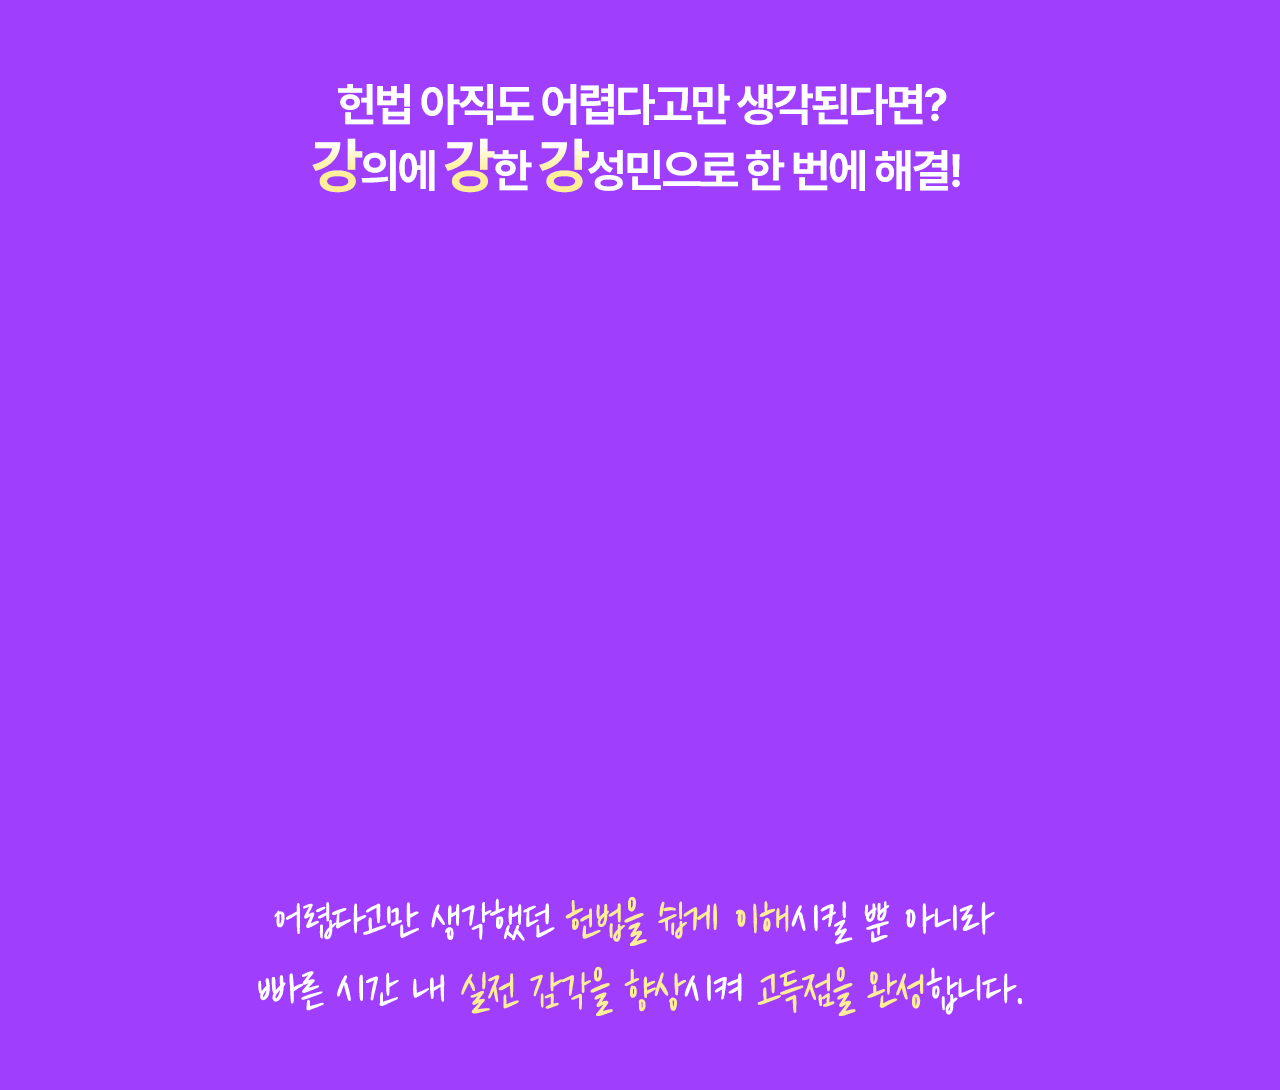 헌법 아직도 어렵다고만 생각된다면?
강의에 강한 강성민으로 한 번에 해결!
어렵다고만 생각했던 헌법을 쉽게 이해시킬 뿐 아니라
빠른 시간 내 실전 감각을 향상시켜 고득점을 완성합니다.